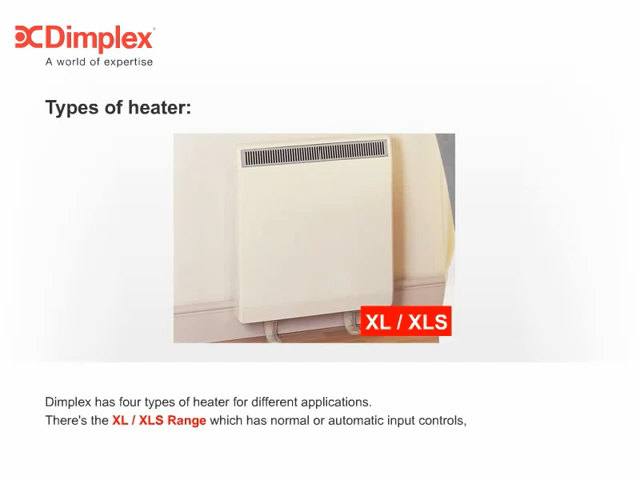 Dimplex
A world of expertise
Types of heater:
XL / XLS
Dimplex has four types of heater for different applications.
There's the XL / XLS Range which has normal or automatic input controls,